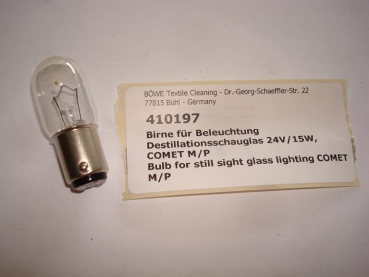 BÖWE Textile Cleaning - Dr.-Georg-Schaeffler-Str. 22
77815 Buhl - Germany
410197
Birne für Beleuchtung
Destillationsschauglas 24V/15W,
COMET M/P
Bulb for still sight glass lighting COMET
M/P